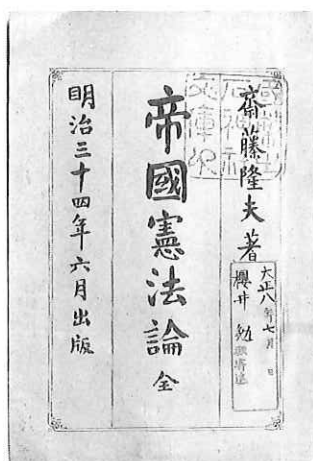 齋藤隆夫著
大正八年七月 日
櫻井勉
帝國憲法論 全
明治三十四年六月出版